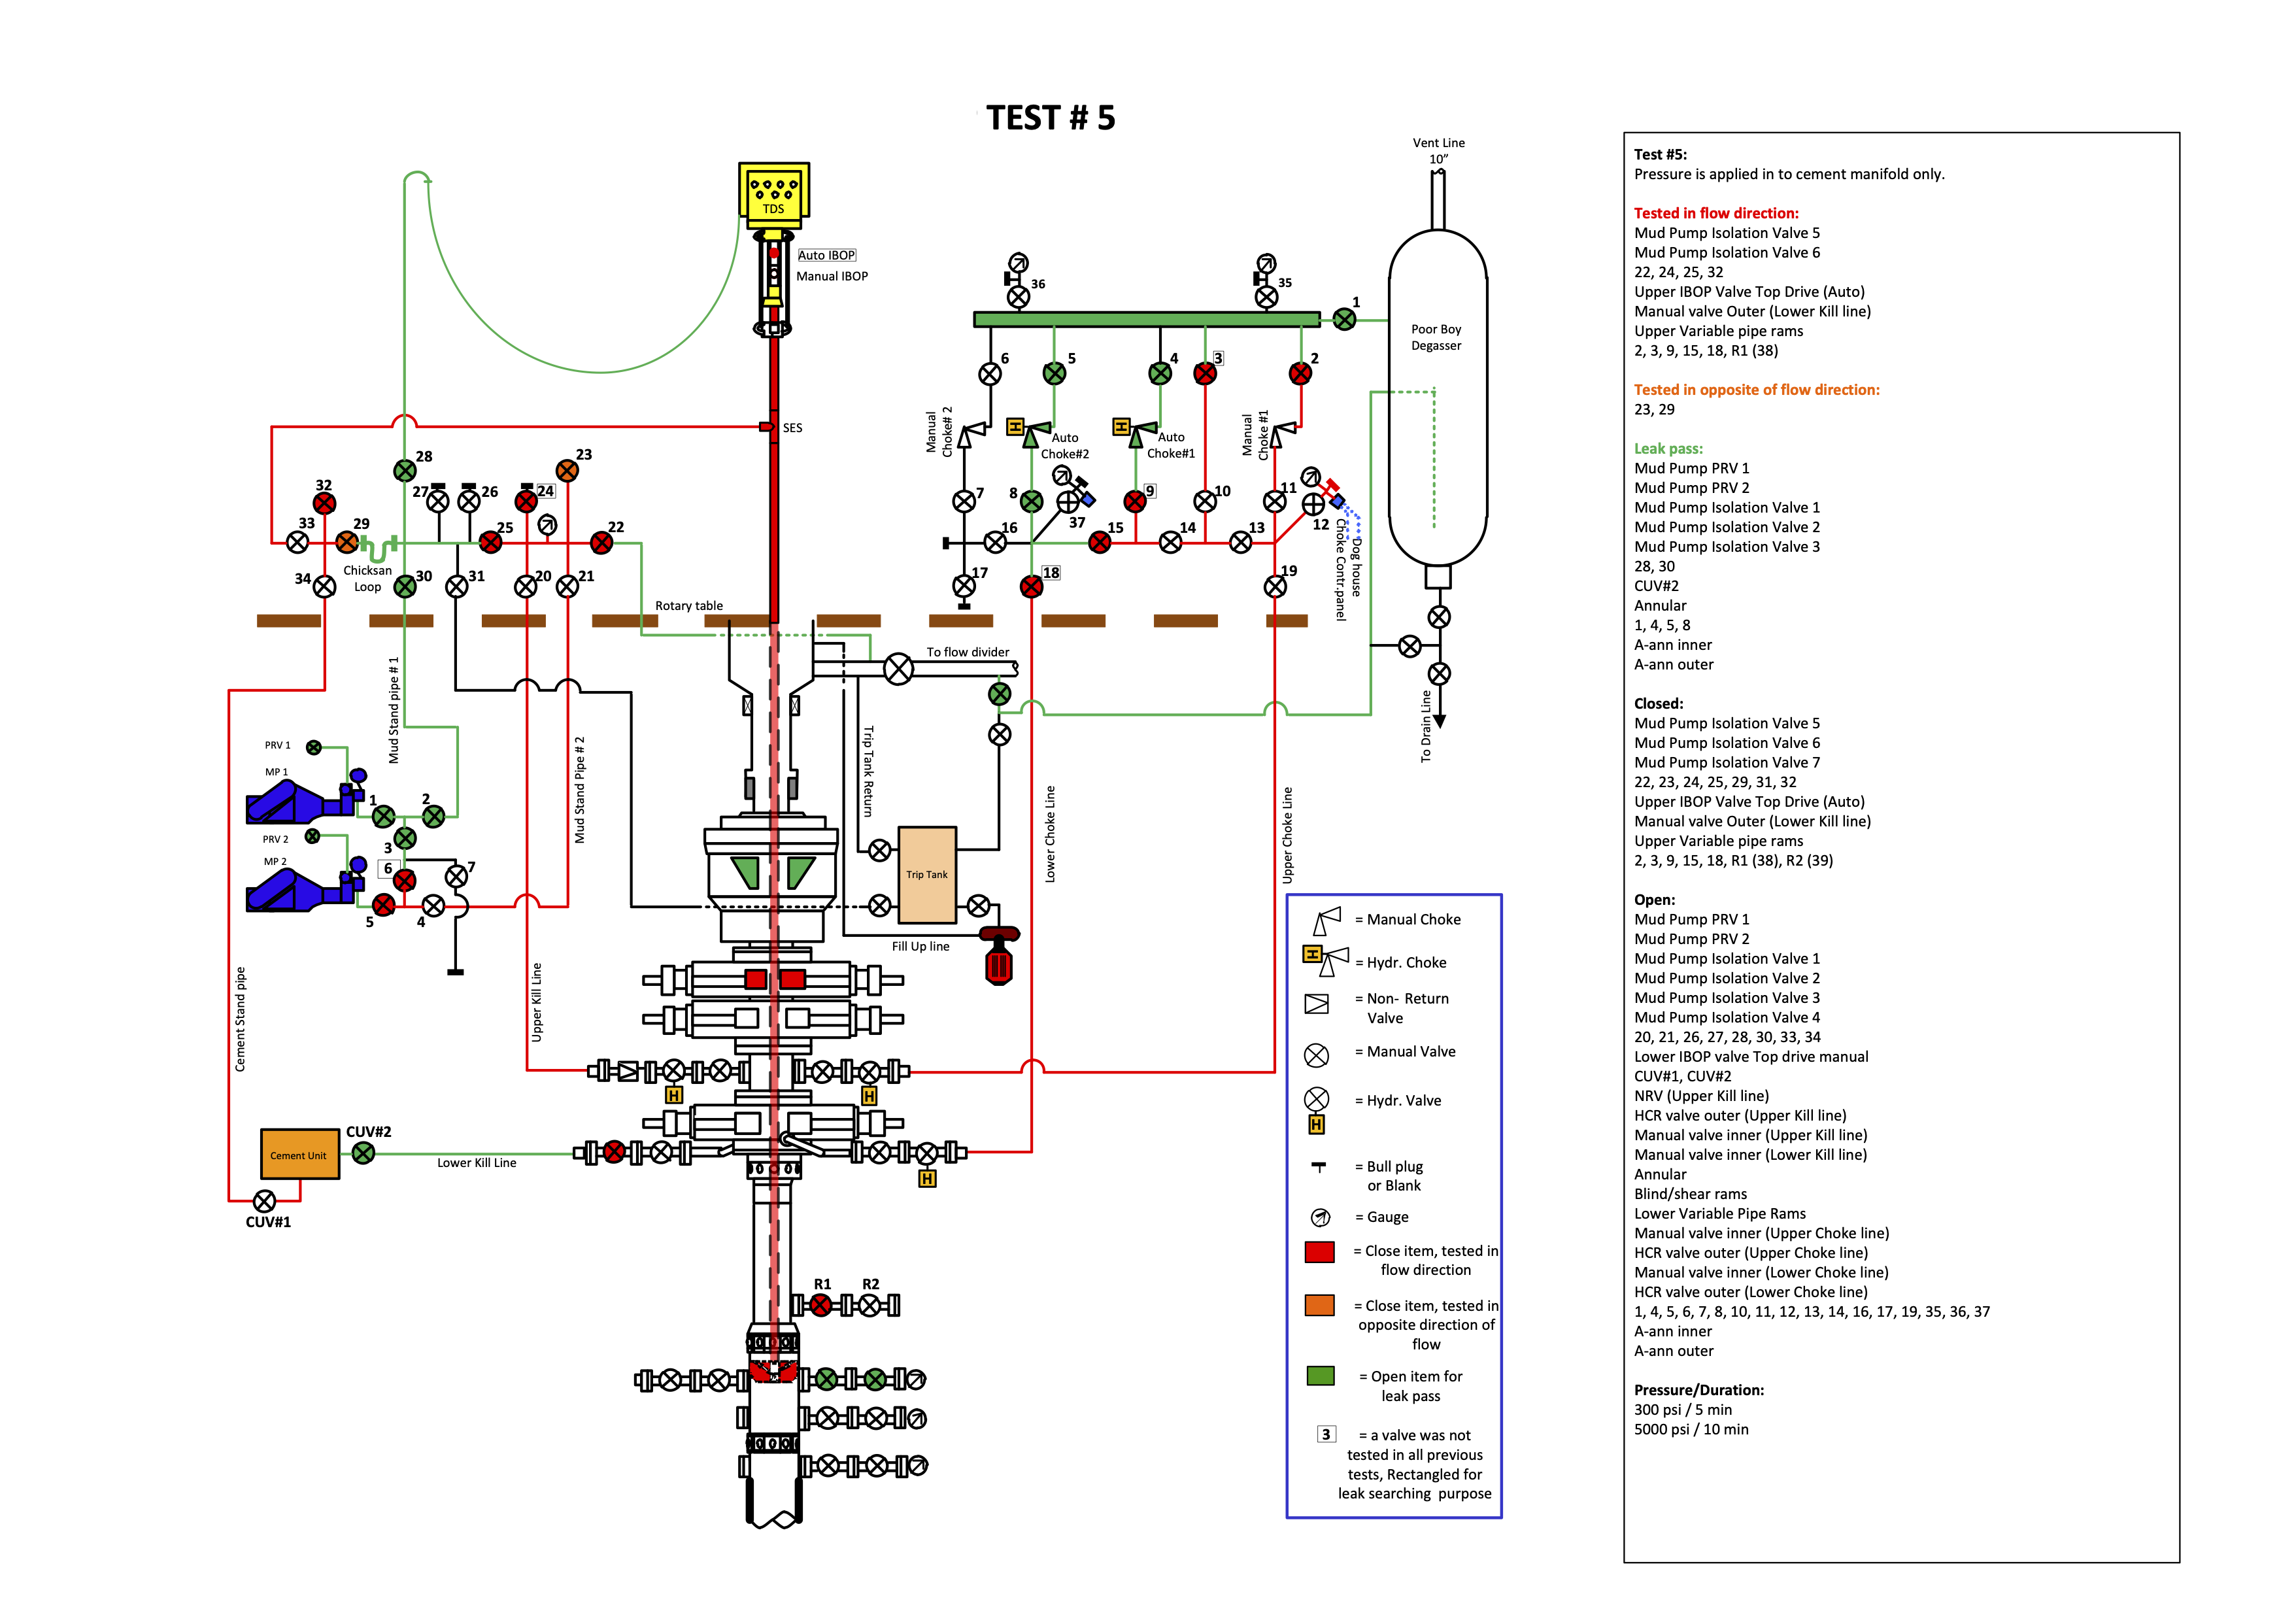 TEST # 5
Vent Line
10"
TDS
Auto IBOP
Manual IBOP
36
35
1
Poor Boy
Degasser
6
5
4
3
2
Manual
Choke# 2
H
Auto
Choke#2
H
Auto
Choke#1
Manual
Choke #1
SES
28
23
32
27
26
24
33
29
25
22
7
8
37
9
10
11
12
16
15
14
13
Choke Contr.panel
Dog house
34
Chicksan
Loop
30
31
20
21
17
18
19
Rotary table
To flow divider
To Drain Line
Mud Stand pipe # 1
Mud Stand Pipe # 2
Trip Tank Return
Lower Choke Line
Upper Choke Line
PRV 1
MP 1
1
2
PRV 2
3
MP 2
6
7
5
4
Trip Tank
Fill Up line
Cement Stand pipe
Upper Kill Line
H
H
CUV#2
Cement Unit
Lower Kill Line
H
CUV#1
R1
R2
= Manual Choke
H
= Hydr. Choke
= Non- Return
Valve
= Manual Valve
= Hydr. Valve
H
= Bull plug
or Blank
= Gauge
= Close item, tested in
flow direction
= Close item, tested in
opposite direction of
flow
= Open item for
leak pass
3
= a valve was not
tested in all previous
tests, Rectangled for
leak searching purpose
Test #5:
Pressure is applied in to cement manifold only.
Tested in flow direction:
Mud Pump Isolation Valve 5
Mud Pump Isolation Valve 6
22, 24, 25, 32
Upper IBOP Valve Top Drive (Auto)
Manual valve Outer (Lower Kill line)
Upper Variable pipe rams
2, 3, 9, 15, 18, R1 (38)
Tested in opposite of flow direction:
23, 29
Leak pass:
Mud Pump PRV 1
Mud Pump PRV 2
Mud Pump Isolation Valve 1
Mud Pump Isolation Valve 2
Mud Pump Isolation Valve 3
28, 30
CUV#2
Annular
1, 4, 5, 8
A-ann inner
A-ann outer
Closed:
Mud Pump Isolation Valve 5
Mud Pump Isolation Valve 6
Mud Pump Isolation Valve 7
22, 23, 24, 25, 29, 31, 32
Upper IBOP Valve Top Drive (Auto)
Manual valve Outer (Lower Kill line)
Upper Variable pipe rams
2, 3, 9, 15, 18, R1 (38), R2 (39)
Open:
Mud Pump PRV 1
Mud Pump PRV 2
Mud Pump Isolation Valve 1
Mud Pump Isolation Valve 2
Mud Pump Isolation Valve 3
Mud Pump Isolation Valve 4
20, 21, 26, 27, 28, 30, 33, 34
Lower IBOP valve Top drive manual
CUV#1, CUV#2
NRV (Upper Kill line)
HCR valve outer (Upper Kill line)
Manual valve inner (Upper Kill line)
Manual valve inner (Lower Kill line)
Annular
Blind/shear rams
Lower Variable Pipe Rams
Manual valve inner (Upper Choke line)
HCR valve outer (Upper Choke line)
Manual valve inner (Lower Choke line)
HCR valve outer (Lower Choke line)
1, 4, 5, 6, 7, 8, 10, 11, 12, 13, 14, 16, 17, 19, 35, 36, 37
A-ann inner
A-ann outer
Pressure/Duration:
300 psi / 5 min
5000 psi / 10 min